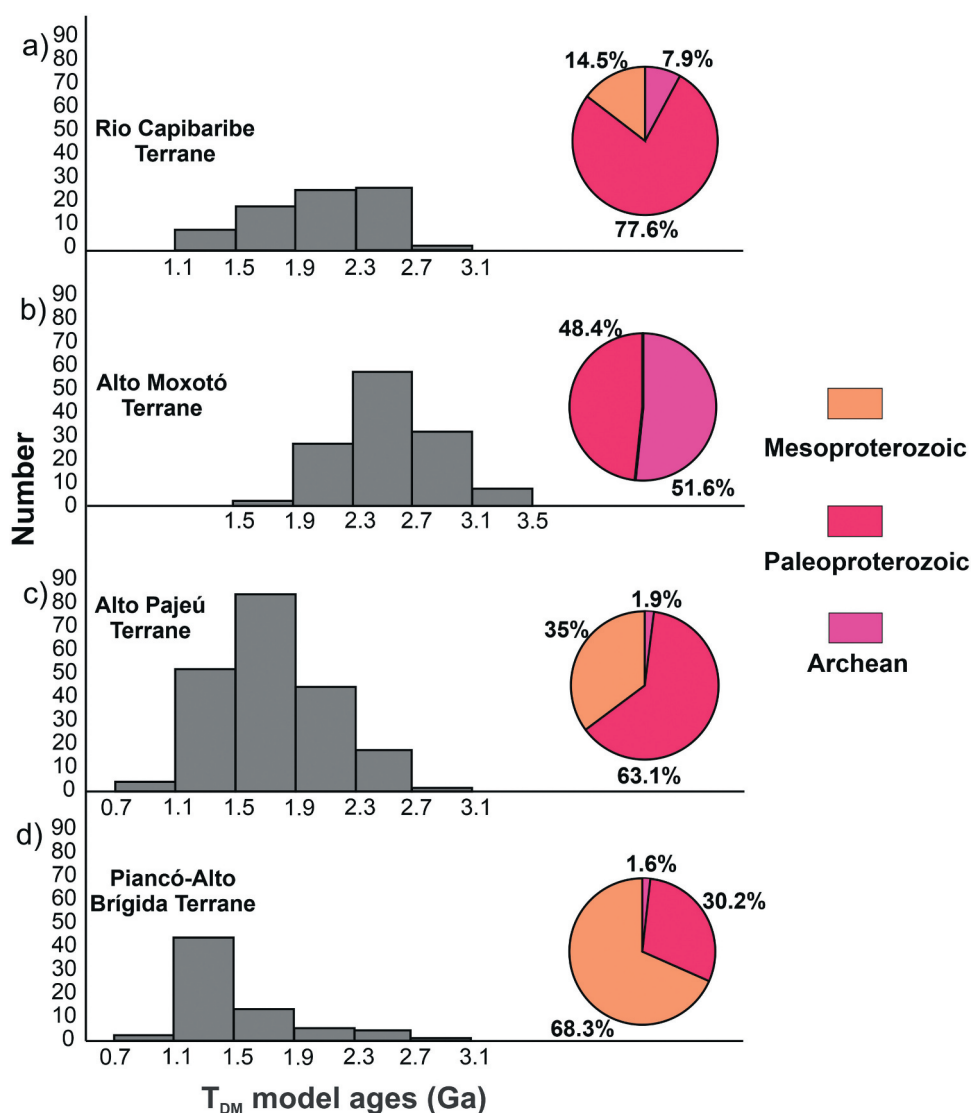 a)
90
80
70
60
50
40
30
20
10
0
Rio Capibaribe
Terrane
14.5%
7.9%
77.6%
1.1 1.5 1.9 2.3 2.7 3.1
b)
90
80
70
60
50
40
30
20
10
0
Alto Moxotó
Terrane
48.4%
51.6%
1.5 1.9 2.3 2.7 3.1 3.5
Number
Mesoproterozoic
Paleoproterozoic
Archean
c)
90
80
70
60
50
40
30
20
10
0
Alto Pajeú
Terrane
1.9%
35%
63.1%
0.7 1.1 1.5 1.9 2.3 2.7 3.1
d)
90
80
70
60
50
40
30
20
10
0
Piancó-Alto
Brígida Terrane
1.6%
30.2%
68.3%
0.7 1.1 1.5 1.9 2.3 2.7 3.1
TDM model ages (Ga)